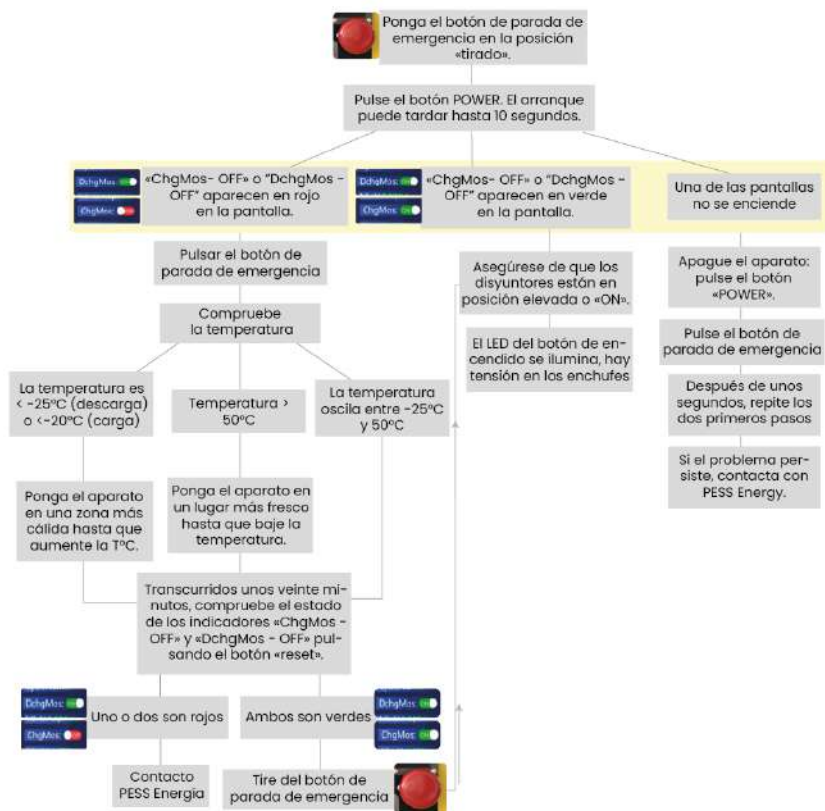 Ponga el botón de parada de
emergencia en la posición
«tirado».
Pulse el botón POWER. El arranque
puede tardar hasta 10 segundos.
DchgMos:
ChgMos:
«ChgMos- OFF» o "DchgMos -
OFF" aparecen en rojo
en la pantalla.
DchgMos:
ChgMos:
«ChgMos- OFF» o "DchgMos -
OFF" aparecen en verde
en la pantalla.
Una de las pantallas
no se enciende
Pulsar el botón de
parada de emergencia
Compruebe
la temperatura
La temperatura es
< -25°C (descarga)
o <-20°C (carga)
Temperatura >
50°C
La temperatura
oscila entre -25°C
y 50°C
Ponga el aparato
en una zona más
cálida hasta que
aumente la T°C.
Ponga el aparato en
un lugar más fresco
hasta que baje la
temperatura.
Transcurridos unos veinte mi-
nutos, compruebe el estado
de los indicadores «ChgMos -
OFF» y «DchgMos - OFF» pul-
sando el botón «reset».
DchgMos:
ChgMos:
Uno o dos son rojos
Ambos son verdes
DchgMos:
ChgMos:
Contacto
PESS Energía
Tire del botón de
parada de emergencia
Asegúrese de que los
disyuntores están en
posición elevada o «ON».
El LED del botón de en-
cendido se ilumina, hay
tensión en los enchufes
Apague el aparato:
pulse el botón
«POWER».
Pulse el botón de
parada de emergencia
Después de unos
segundos, repite los
dos primeros pasos
Si el problema per-
siste, contacta con
PESS Energy.